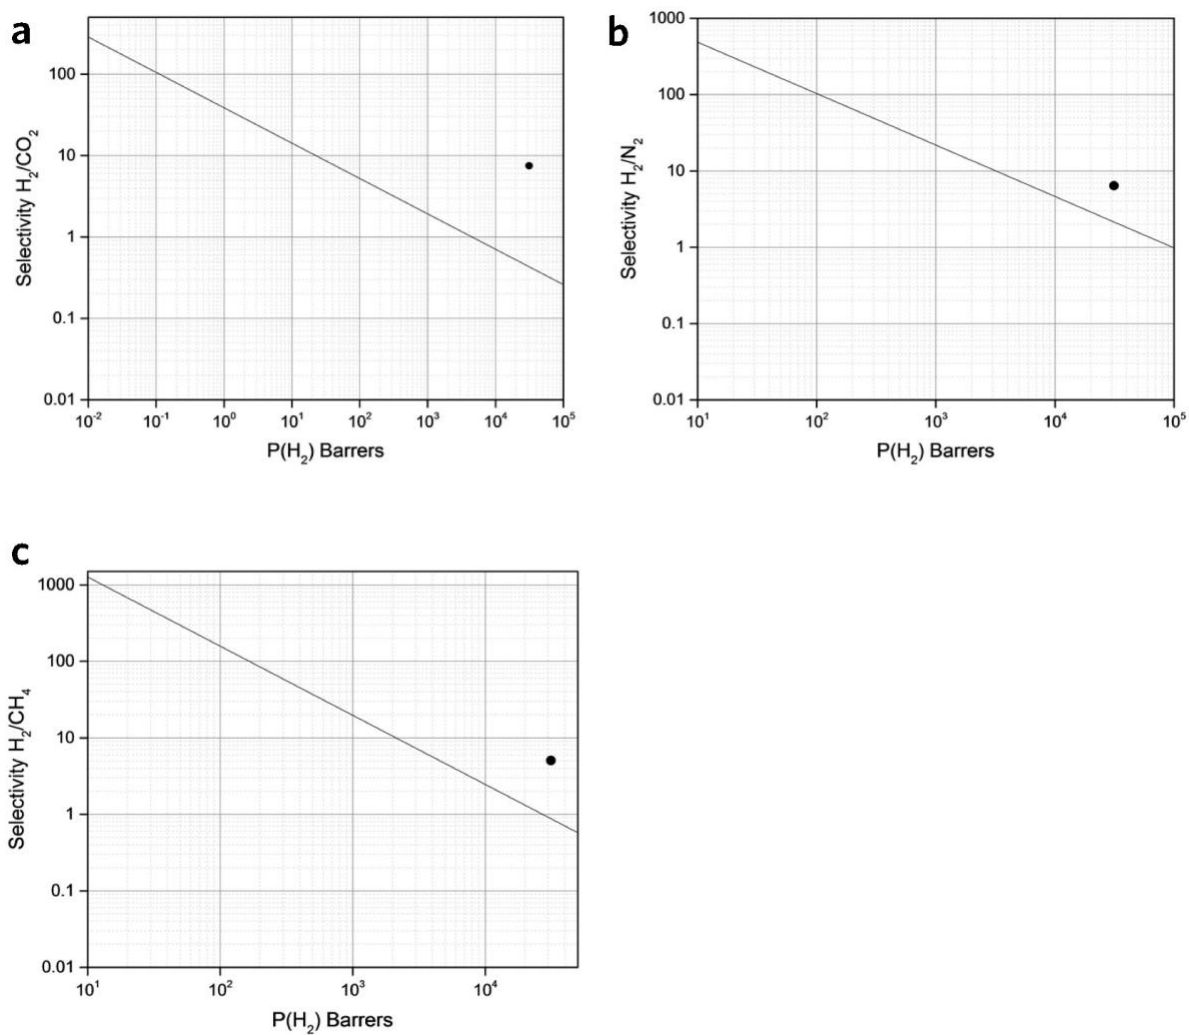 a
Selectivity H₂/CO₂
100
10
1
0.1
0.01
10⁻² 10⁻¹ 10⁰ 10¹ 10² 10³ 10⁴ 10⁵
P(H₂) Barrers
b
Selectivity H₂/N₂
1000
100
10
1
0.1
0.01
10¹ 10² 10³ 10⁴ 10⁵
P(H₂) Barrers
c
Selectivity H₂/CH₄
1000
100
10
1
0.1
0.01
10¹ 10² 10³ 10⁴
P(H₂) Barrers